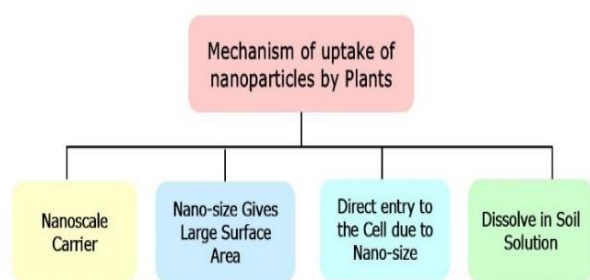 Mechanism of uptake of
nanoparticles by Plants
Nanoscale
Carrier
Nano-size Gives
Large Surface
Area
Direct entry to
the Cell due to
Nano-size
Dissolve in Soil
Solution